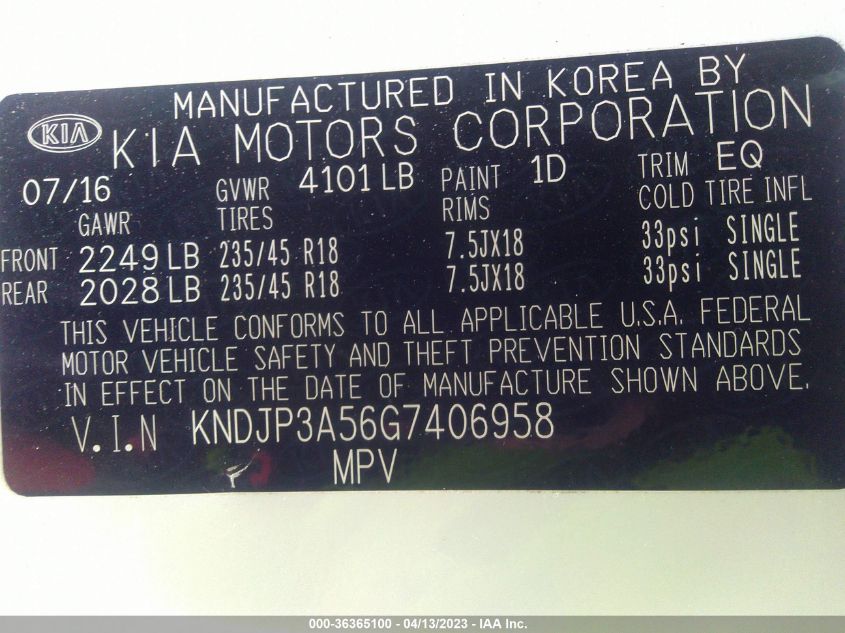 MANUFACTURED IN KOREA BY
KIA KIA MOTORS CORPORATION
07/16 GVWR 4101 LB PAINT 1D TRIM EQ
GAWR TIRES RIMS COLD TIRE INFL
FRONT 2249 LB 235/45 R18 7.5JX18 33psi SINGLE
REAR 2028 LB 235/45 R18 7.5JX18 33psi SINGLE
THIS VEHICLE CONFORMS TO ALL APPLICABLE U.S.A. FEDERAL
MOTOR VEHICLE SAFETY AND THEFT PREVENTION STANDARDS
IN EFFECT ON THE DATE OF MANUFACTURE SHOWN ABOVE.
V.I.N KNDJP3A56G7406958
MPV
000-36365100 - 04/13/2023 - IAA Inc.